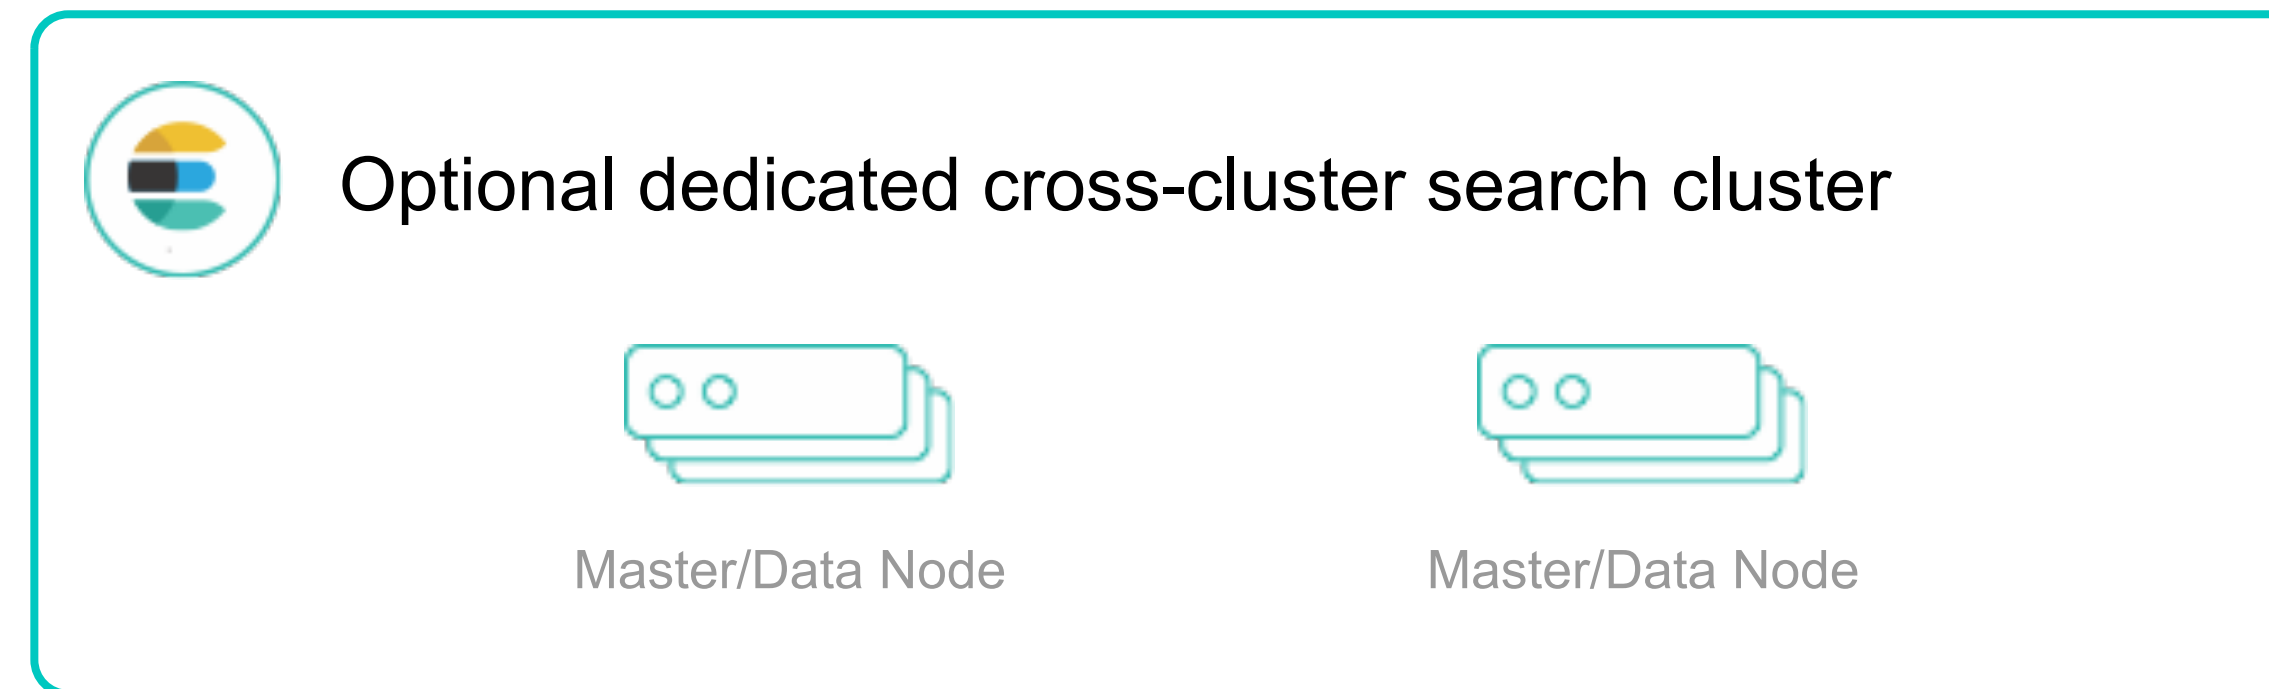 Optional dedicated cross-cluster search cluster
Master/Data Node
Master/Data Node